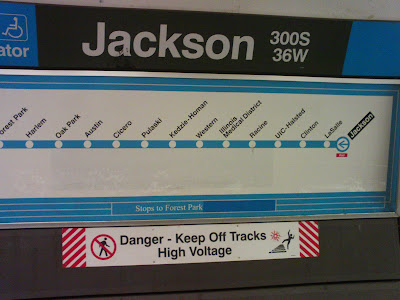 ator
Jackson
300S
36W
Forest Park
Harlem
Oak Park
Austin
Cicero
Pulaski
Kedzie-Homan
Western
Illinois
Medical District
Racine
UIC-Halsted
Clinton
LaSalle
Jackson
Stops to Forest Park
Danger - Keep Off Tracks
High Voltage